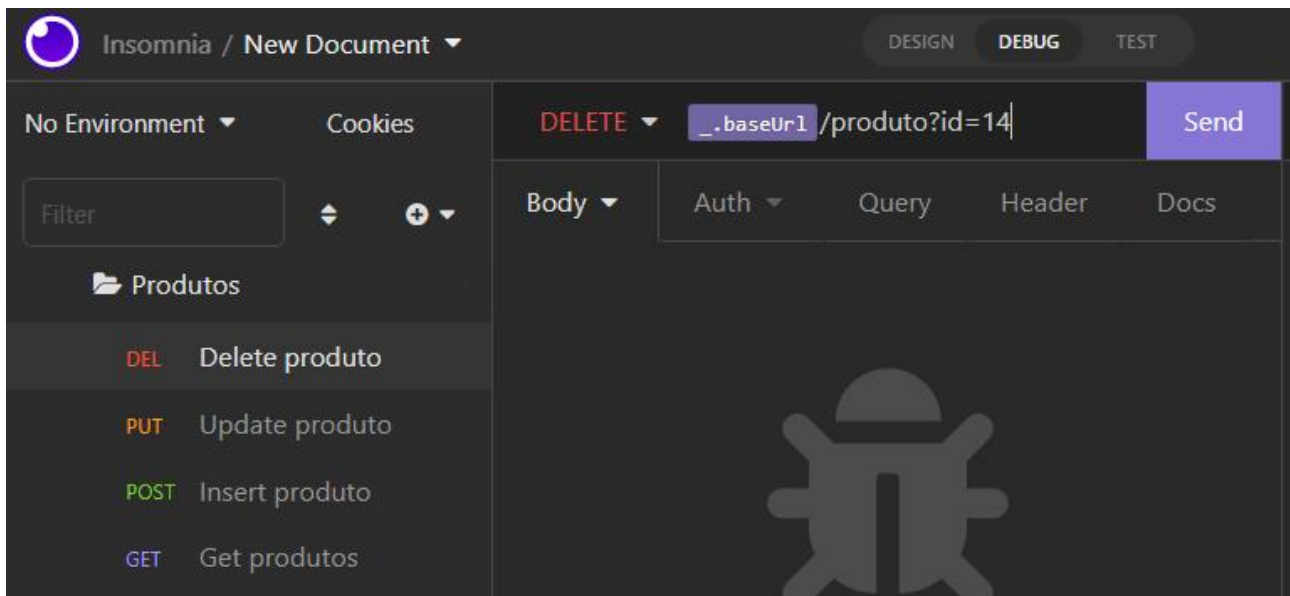 Insomnia / New Document
DESIGN DEBUG TEST
No Environment Cookies
DELETE _.baseUrl /produto?id=14 Send
Filter
Body Auth Query Header Docs
Produtos
DEL Delete produto
PUT Update produto
POST Insert produto
GET Get produtos